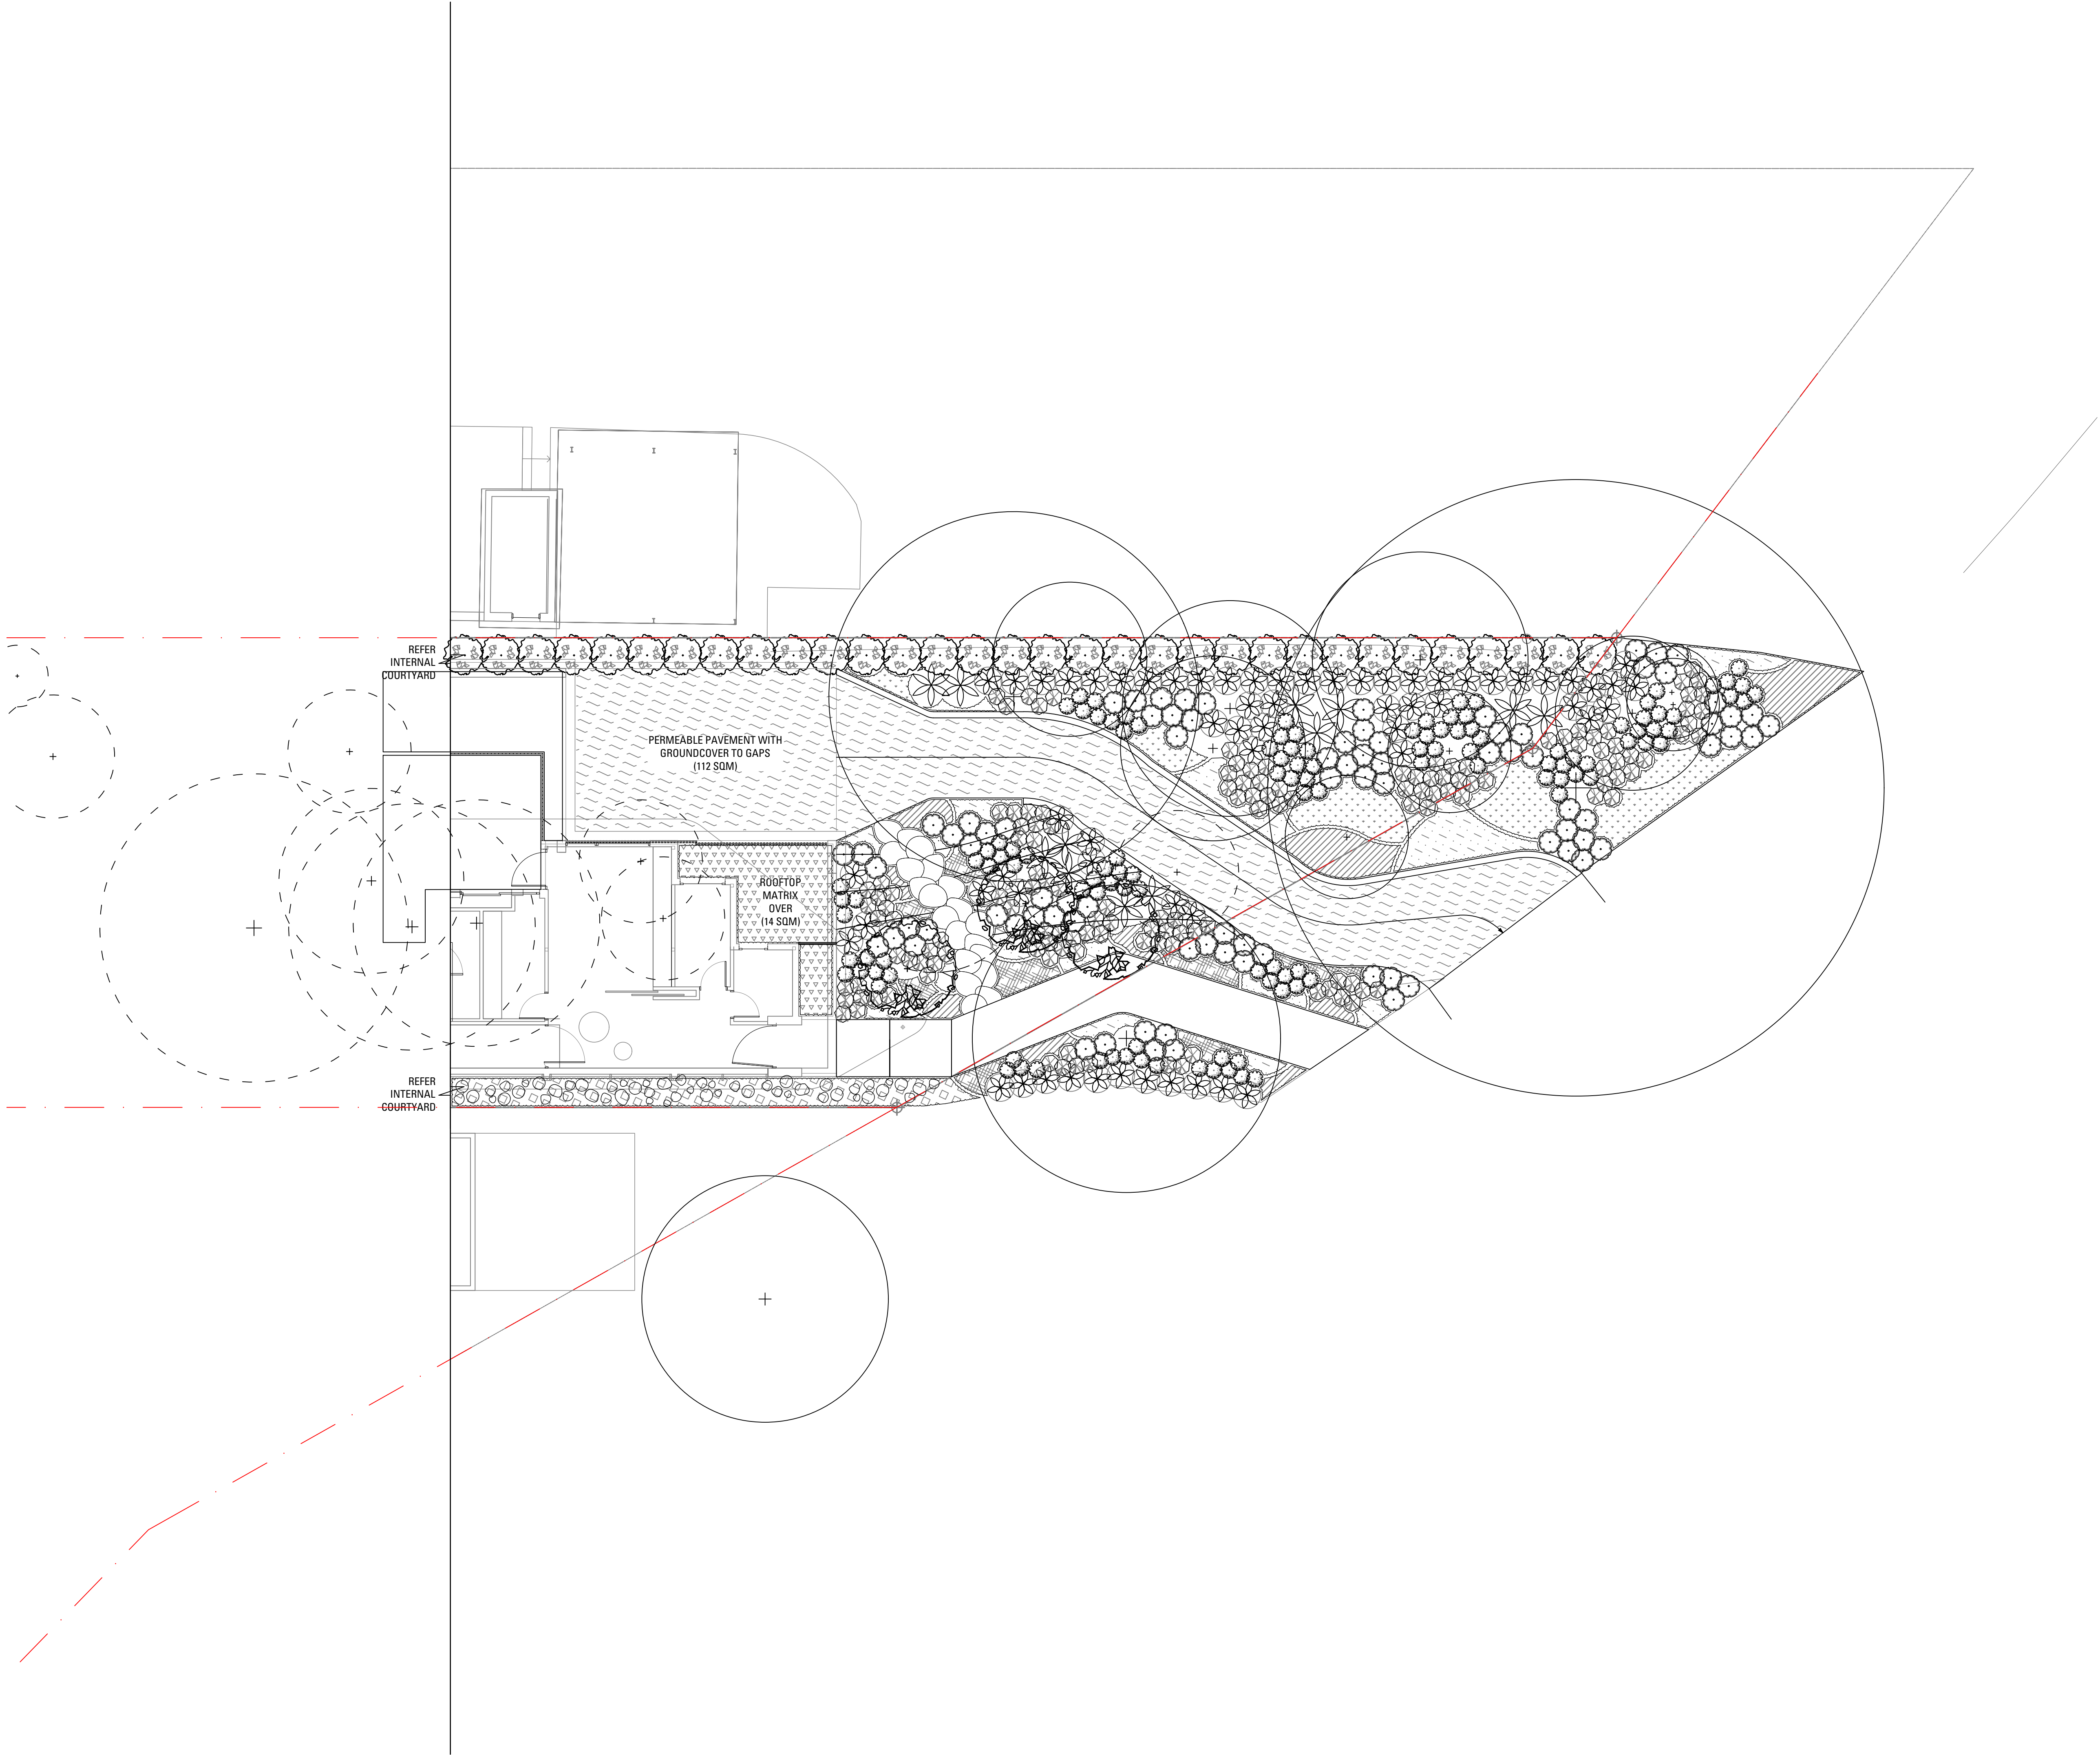 REFER
INTERNAL
COURTYARD
PERMEABLE PAVEMENT WITH
GROUNDCOVER TO GAPS
(112 SQM)
ROOFTOP
MATRIX
OVER
(14 SQM)
REFER
INTERNAL
COURTYARD